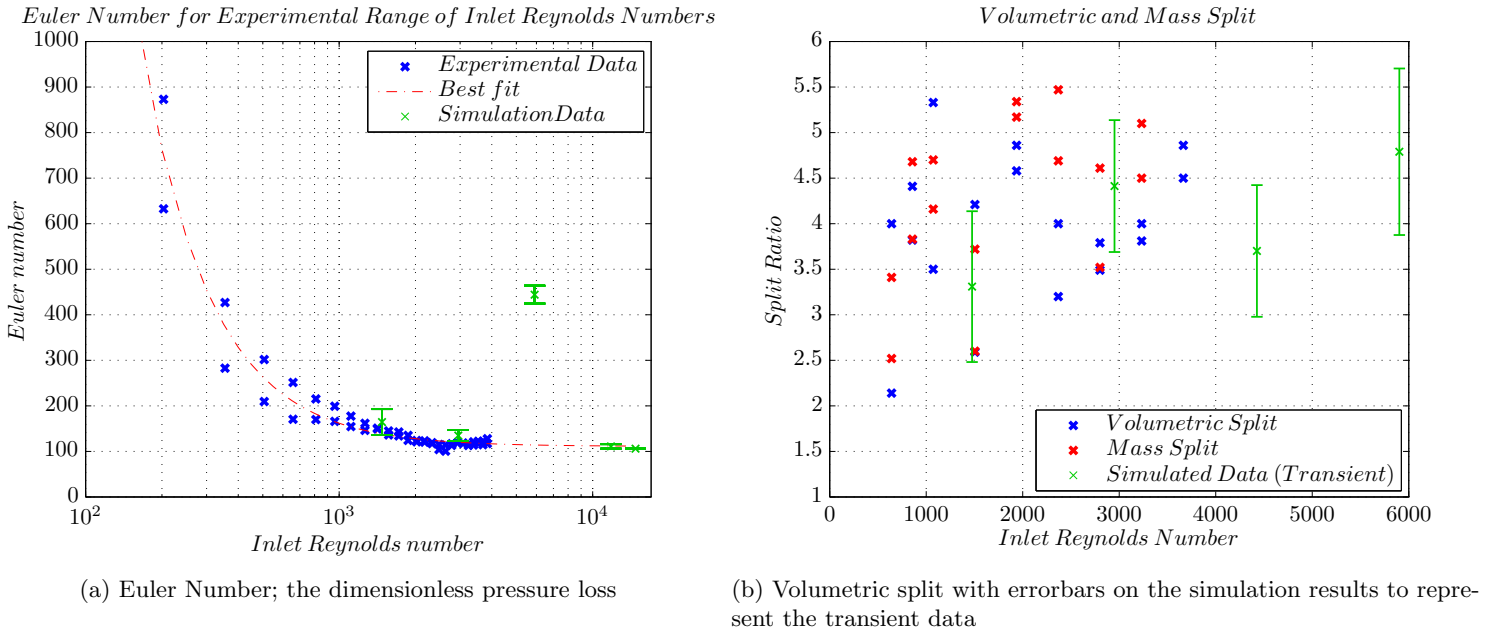 Euler Number for Experimental Range of Inlet Reynolds Numbers
1000
900
800
700
600
500
400
300
200
100
0
Euler number
Experimental Data
Best fit
SimulationData
10^2
10^3
10^4
Inlet Reynolds number
(a) Euler Number; the dimensionless pressure loss
Volumetric and Mass Split
6
5.5
5
4.5
4
3.5
3
2.5
2
1.5
1
Split Ratio
Volumetric Split
Mass Split
Simulated Data (Transient)
0
1000
2000
3000
4000
5000
6000
Inlet Reynolds Number
(b) Volumetric split with errorbars on the simulation results to repre-
sent the transient data